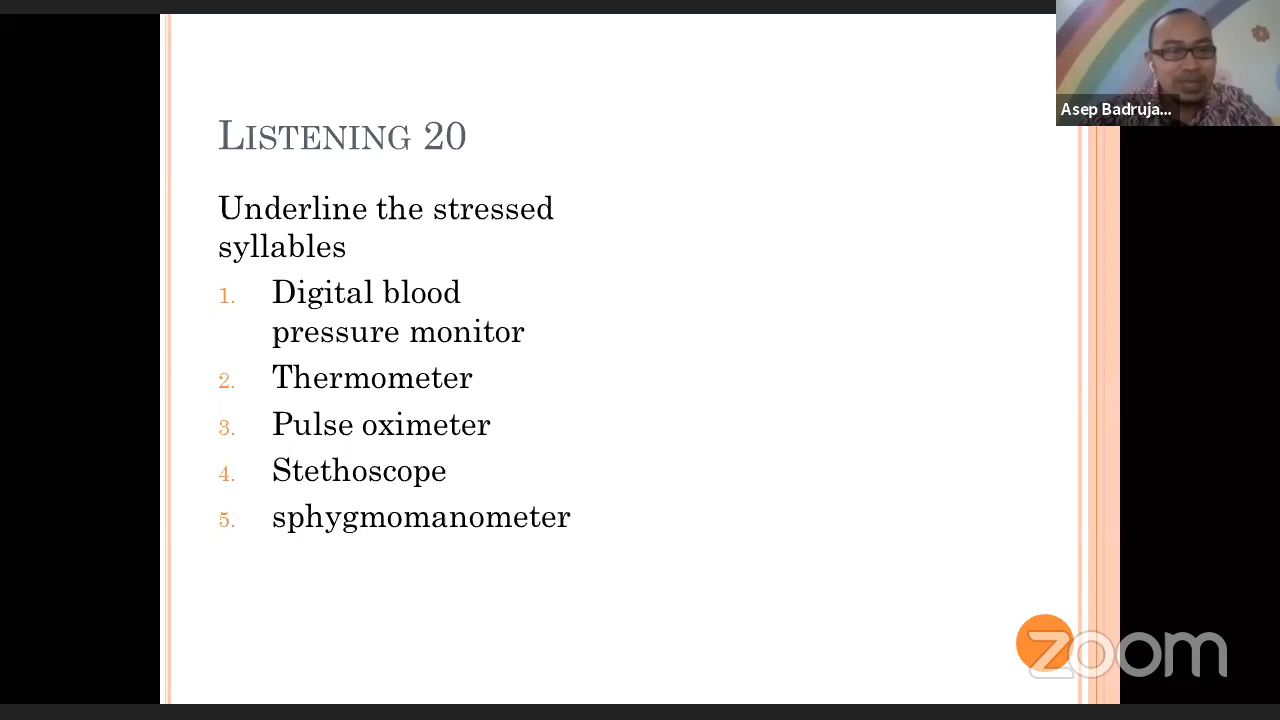 Asep Badruja...
LISTENING 20
Underline the stressed
syllables
1. Digital blood
pressure monitor
2. Thermometer
3. Pulse oximeter
4. Stethoscope
5. sphygmomanometer
zoom